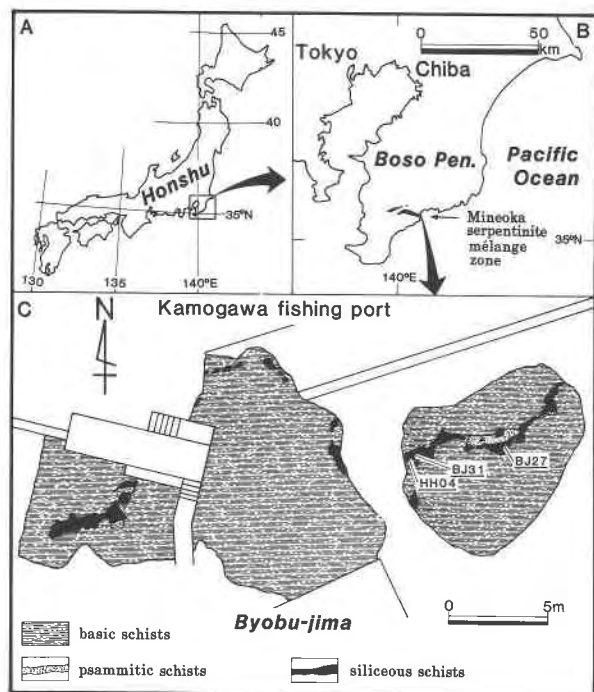 A
45
40
Honshu
35°N
130
135
140°E
B
0 50
km
Tokyo
Chiba
Boso Pen.
Pacific
Ocean
Mineoka
serpentinite
mélange
zone
35°N
140°E
C
N
Kamogawa fishing port
BJ31
BJ27
HH04
Byobu-jima
0 5m
basic schists
psammitic schists
siliceous schists